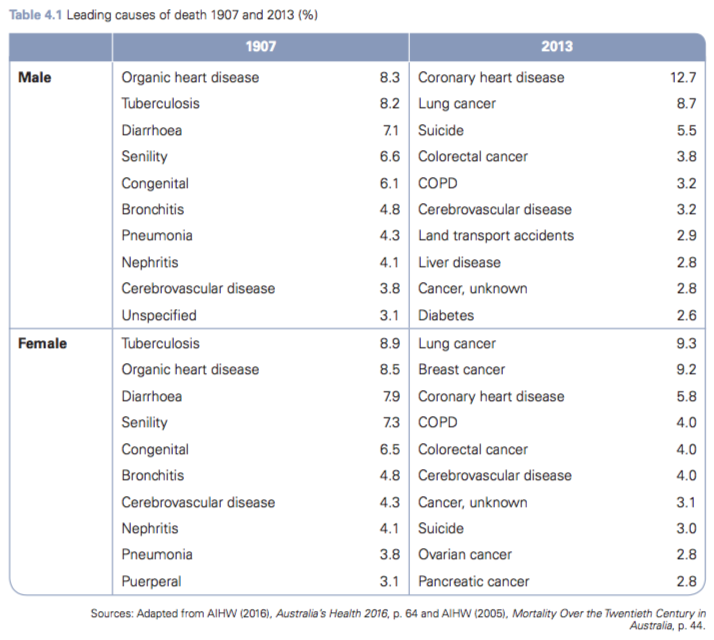 Table 4.1 Leading causes of death 1907 and 2013 (%)
1907 2013
Male Organic heart disease 8.3 Coronary heart disease 12.7
Tuberculosis 8.2 Lung cancer 8.7
Diarrhoea 7.1 Suicide 5.5
Senility 6.6 Colorectal cancer 3.8
Congenital 6.1 COPD 3.2
Bronchitis 4.8 Cerebrovascular disease 3.2
Pneumonia 4.3 Land transport accidents 2.9
Nephritis 4.1 Liver disease 2.8
Cerebrovascular disease 3.8 Cancer, unknown 2.8
Unspecified 3.1 Diabetes 2.6
Female Tuberculosis 8.9 Lung cancer 9.3
Organic heart disease 8.5 Breast cancer 9.2
Diarrhoea 7.9 Coronary heart disease 5.8
Senility 7.3 COPD 4.0
Congenital 6.5 Colorectal cancer 4.0
Bronchitis 4.8 Cerebrovascular disease 4.0
Cerebrovascular disease 4.3 Cancer, unknown 3.1
Nephritis 4.1 Suicide 3.0
Pneumonia 3.8 Ovarian cancer 2.8
Puerperal 3.1 Pancreatic cancer 2.8
Sources: Adapted from AIHW (2016), Australia's Health 2016, p. 64 and AIHW (2005), Mortality Over the Twentieth Century in
Australia, p. 44.